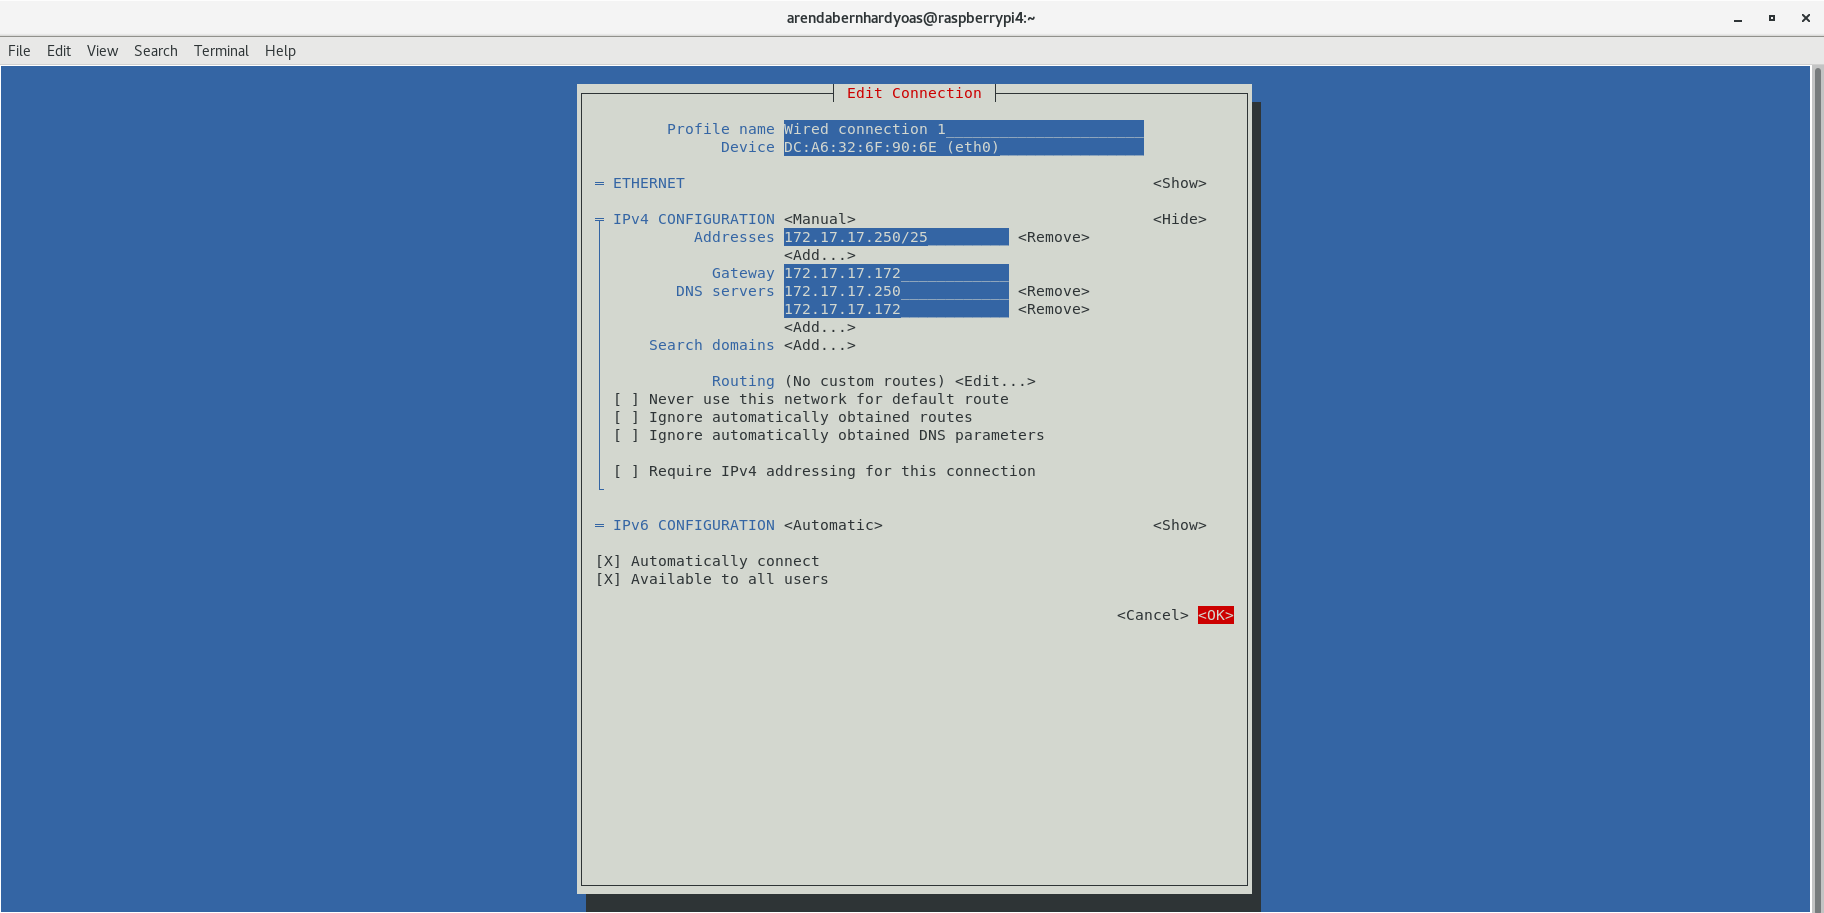 arendabernhardyoas@raspberrypi4:~
File Edit View Search Terminal Help
Edit Connection
Profile name Wired connection 1
Device DC:A6:32:6F:90:6E (eth0)
= ETHERNET <Show>
IPv4 CONFIGURATION <Manual> <Hide>
Addresses 172.17.17.250/25 <Remove>
<Add...>
Gateway 172.17.17.172
DNS servers 172.17.17.250 <Remove>
172.17.17.172 <Remove>
<Add...>
Search domains <Add...>
Routing (No custom routes) <Edit...>
[ ] Never use this network for default route
[ ] Ignore automatically obtained routes
[ ] Ignore automatically obtained DNS parameters
[ ] Require IPv4 addressing for this connection
= IPv6 CONFIGURATION <Automatic> <Show>
[X] Automatically connect
[X] Available to all users
<Cancel> <OK>